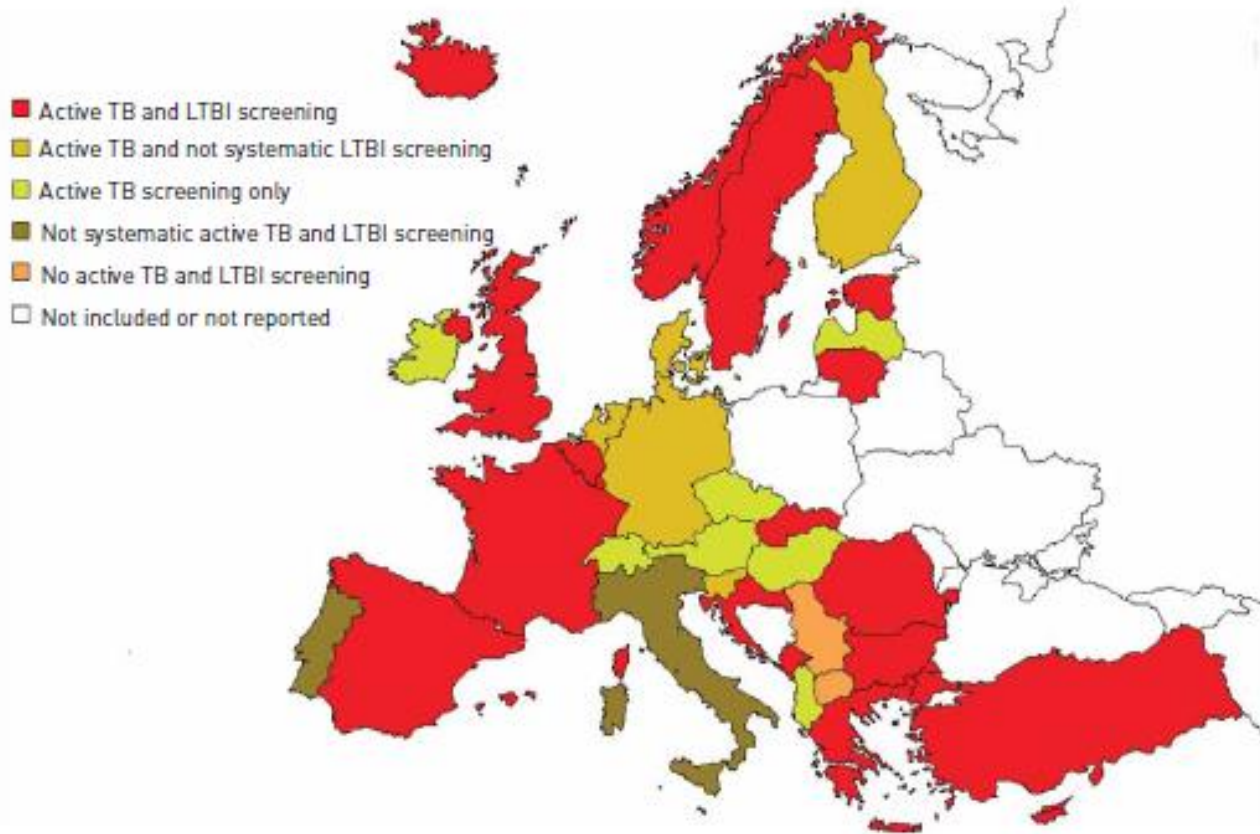 Active TB and LTBI screening
Active TB and not systematic LTBI screening
Active TB screening only
Not systematic active TB and LTBI screening
No active TB and LTBI screening
Not included or not reported